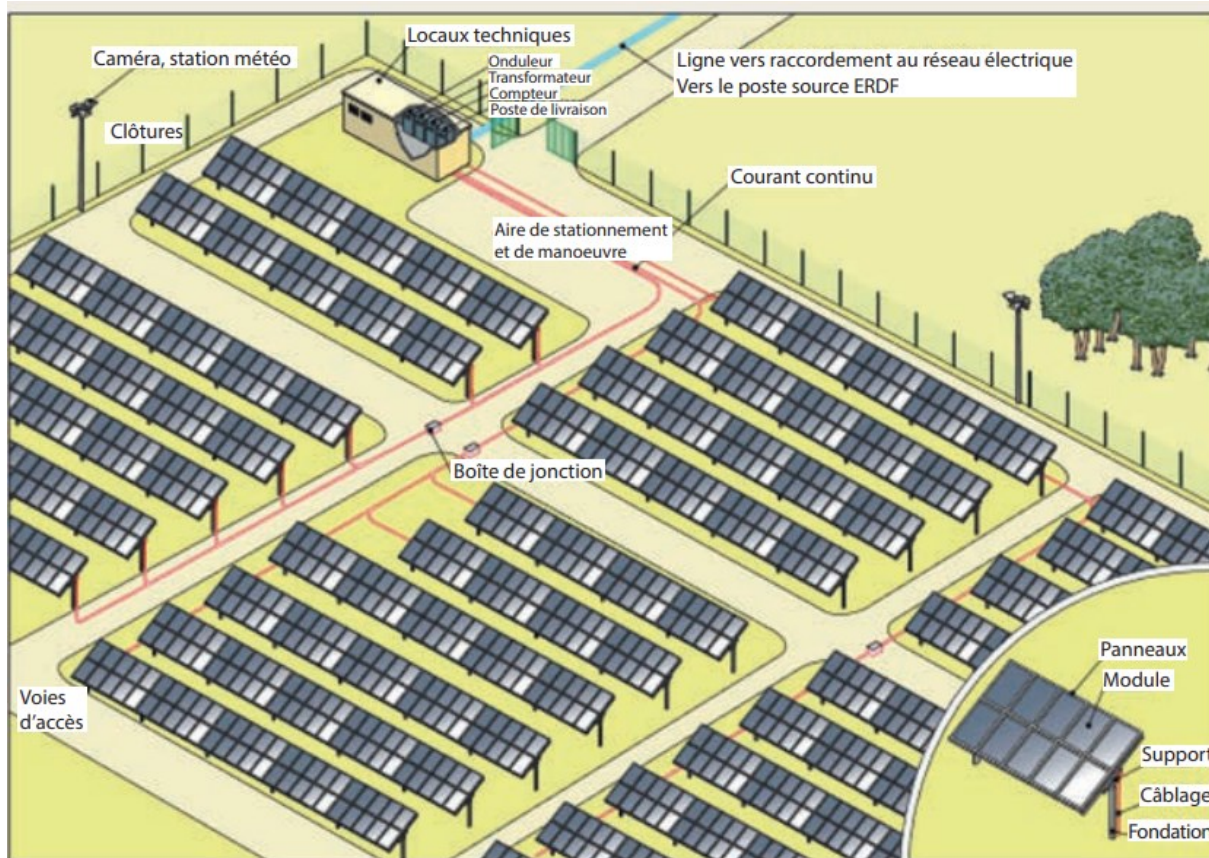 Locaux techniques
Caméra, station météo
Onduleur
Transformateur
Compteur
Poste de livraison
Ligne vers raccordement au réseau électrique
Vers le poste source ERDF
Clôtures
Courant continu
Aire de stationnement
et de manoeuvre
Boîte de jonction
Voies
d'accès
Panneaux
Module
Support
Câblage
Fondation